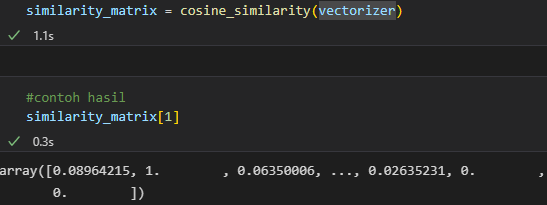 similarity_matrix = cosine_similarity(vectorizer)
✓ 1.1s
#contoh hasil
similarity_matrix[1]
✓ 0.3s
array([0.08964215, 1.        , 0.06350006, ..., 0.02635231, 0.        ,
       0.        ])